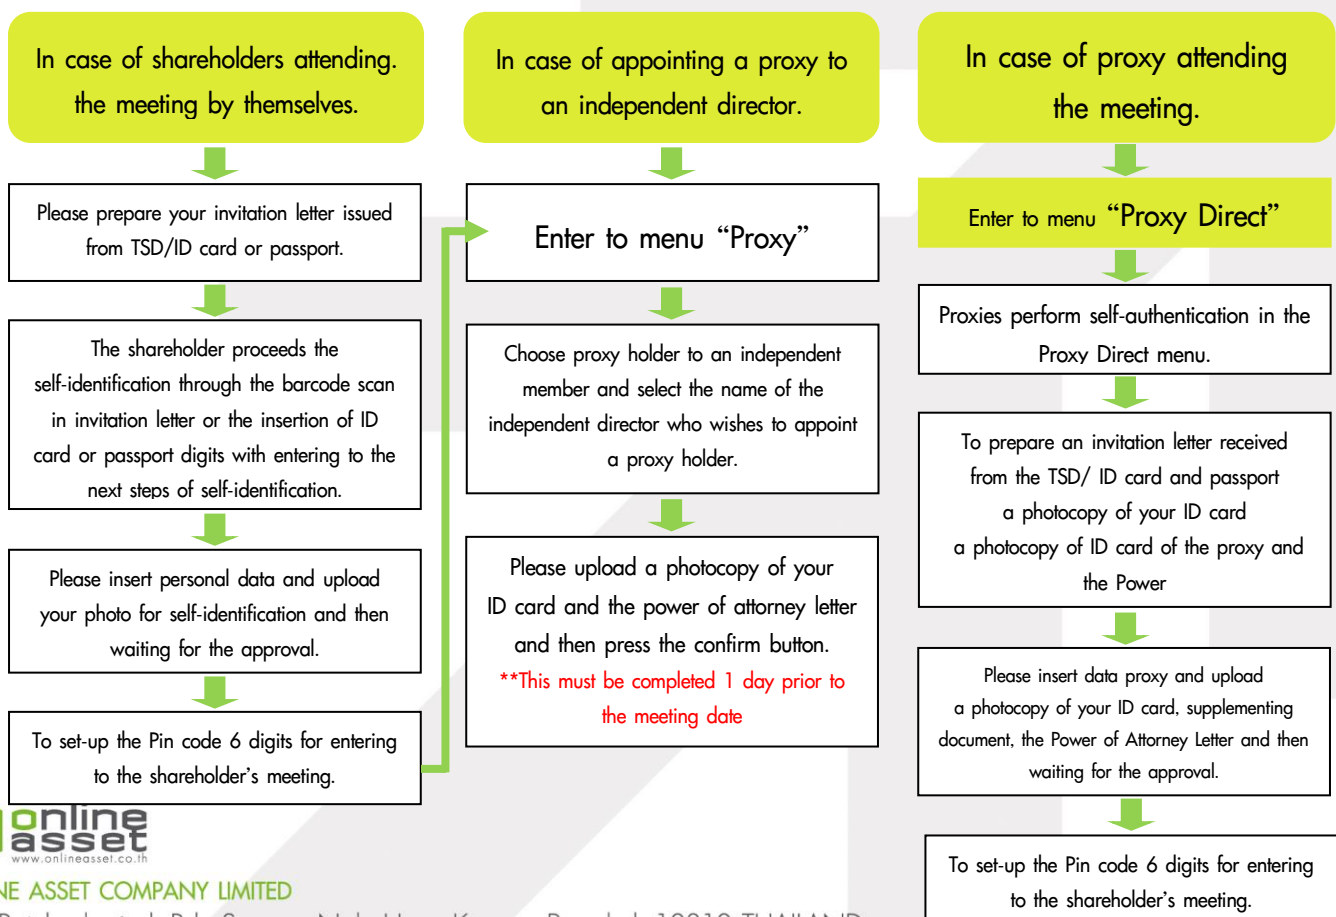 In case of shareholders attending.
the meeting by themselves.
Please prepare your invitation letter issued
from TSD/ID card or passport.
The shareholder proceeds the
self-identification through the barcode scan
in invitation letter or the insertion of ID
card or passport digits with entering to the
next steps of self-identification.
Please insert personal data and upload
your photo for self-identification and then
waiting for the approval.
To set-up the Pin code 6 digits for entering
to the shareholder's meeting.
In case of appointing a proxy to
an independent director.
Enter to menu “Proxy”
Choose proxy holder to an independent
member and select the name of the
independent director who wishes to appoint
a proxy holder.
Please upload a photocopy of your
ID card and the power of attorney letter
and then press the confirm button.
**This must be completed 1 day prior to
the meeting date
In case of proxy attending
the meeting.
Enter to menu “Proxy Direct”
Proxies perform self-authentication in the
Proxy Direct menu.
To prepare an invitation letter received
from the TSD/ ID card and passport
a photocopy of your ID card
a photocopy of ID card of the proxy and
the Power
Please insert data proxy and upload
a photocopy of your ID card, supplementing
document, the Power of Attorney Letter and then
waiting for the approval.
To set-up the Pin code 6 digits for entering
to the shareholder's meeting.
online
asset
www.onlineasset.co.th
NE ASSET COMPANY LIMITED
THAILAND